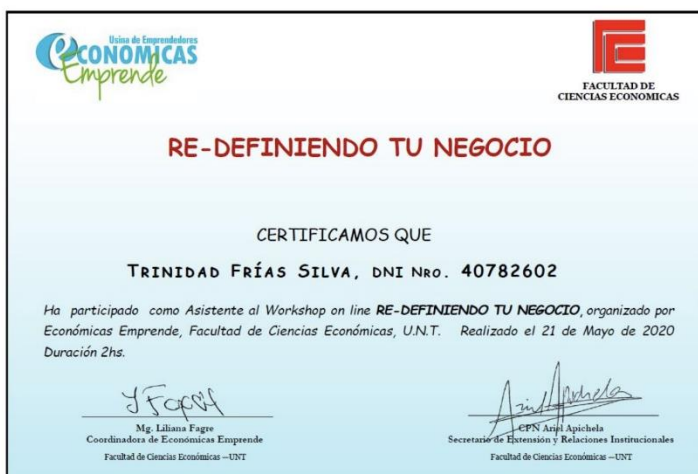 Usina de Emprendedores
eCONOMICAS
Emprende
FACULTAD DE
CIENCIAS ECONOMICAS
RE-DEFINIENDO TU NEGOCIO
CERTIFICAMOS QUE
TRINIDAD FRÍAS SILVA, DNI NRO. 40782602
Ha participado como Asistente al Workshop on line RE-DEFINIENDO TU NEGOCIO, organizado por
Económicas Emprende, Facultad de Ciencias Económicas, U.N.T. Realizado el 21 de Mayo de 2020
Duración 2hs.
Mg. Liliana Fagre
Coordinadora de Económicas Emprende
Facultad de Ciencias Económicas —UNT
CPN Ariel Apichela
Secretario de Extensión y Relaciones Institucionales
Facultad de Ciencias Económicas —UNT